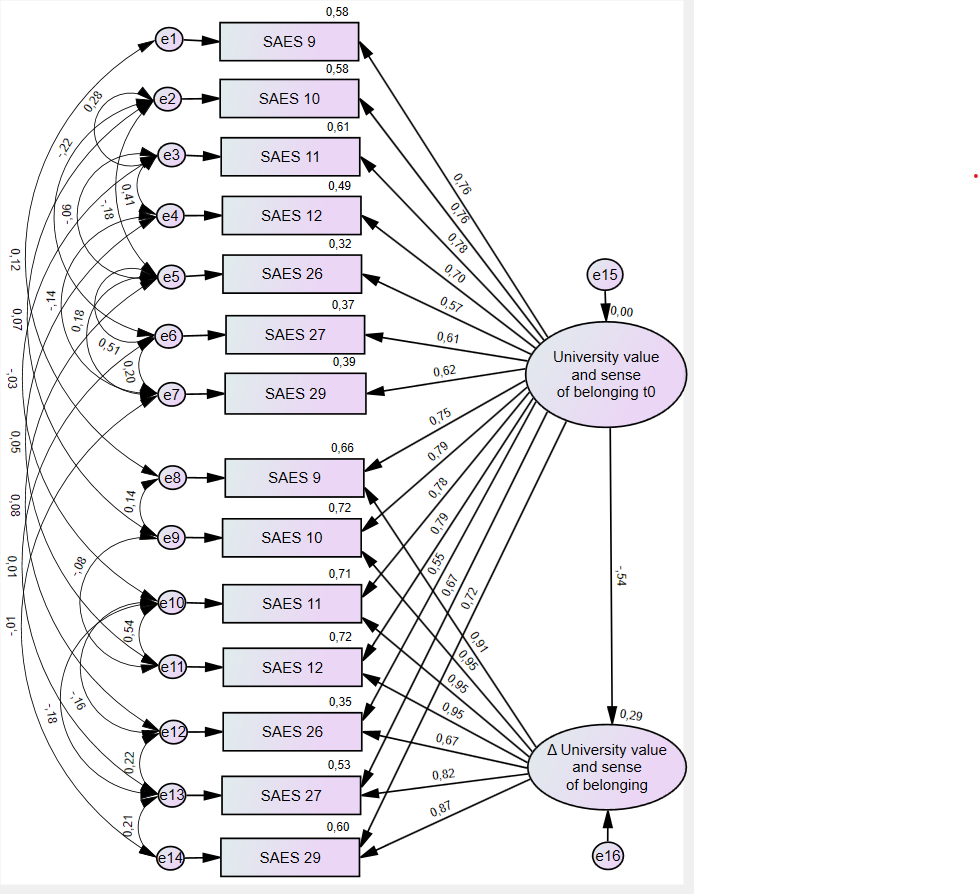 0,58
e1
SAES 9
0,58
0,28
e2
SAES 10
0,61
-,22
e3
SAES 11
0,76
0,49
0,41
-,18
-,06
e4
SAES 12
0,76
0,78
0,32
0,12
e5
SAES 26
0,70
e15
0,37
-,14
0,57
0,00
0,07
0,18
e6
SAES 27
0,61
0,51
0,39
University value
and sense
of belonging t0
-,03
0,20
e7
SAES 29
0,62
0,75
0,05
0,66
0,79
e8
SAES 9
0,78
0,08
0,14
0,72
0,79
e9
SAES 10
0,01
-,08
0,71
0,55
0,67
-,54
e10
SAES 11
0,72
-,01
0,54
0,72
0,91
e11
SAES 12
0,95
0,95
-,16
0,35
0,95
0,29
-,18
e12
SAES 26
0,67
0,22
0,53
0,82
Δ University value
and sense
of belonging
e13
SAES 27
0,87
0,21
0,60
e14
SAES 29
e16